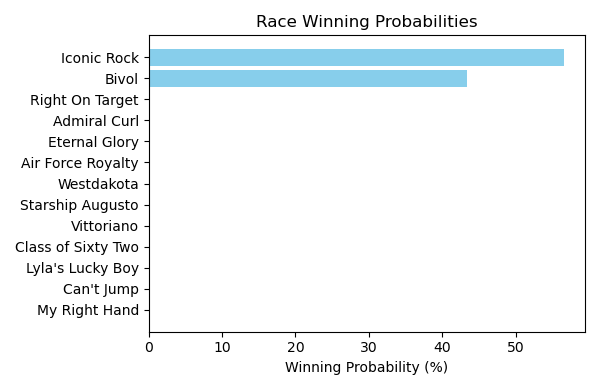 Race Winning Probabilities
Iconic Rock
Bivol
Right On Target
Admiral Curl
Eternal Glory
Air Force Royalty
Westdakota
Starship Augusto
Vittoriano
Class of Sixty Two
Lyla's Lucky Boy
Can't Jump
My Right Hand
0 10 20 30 40 50
Winning Probability (%)